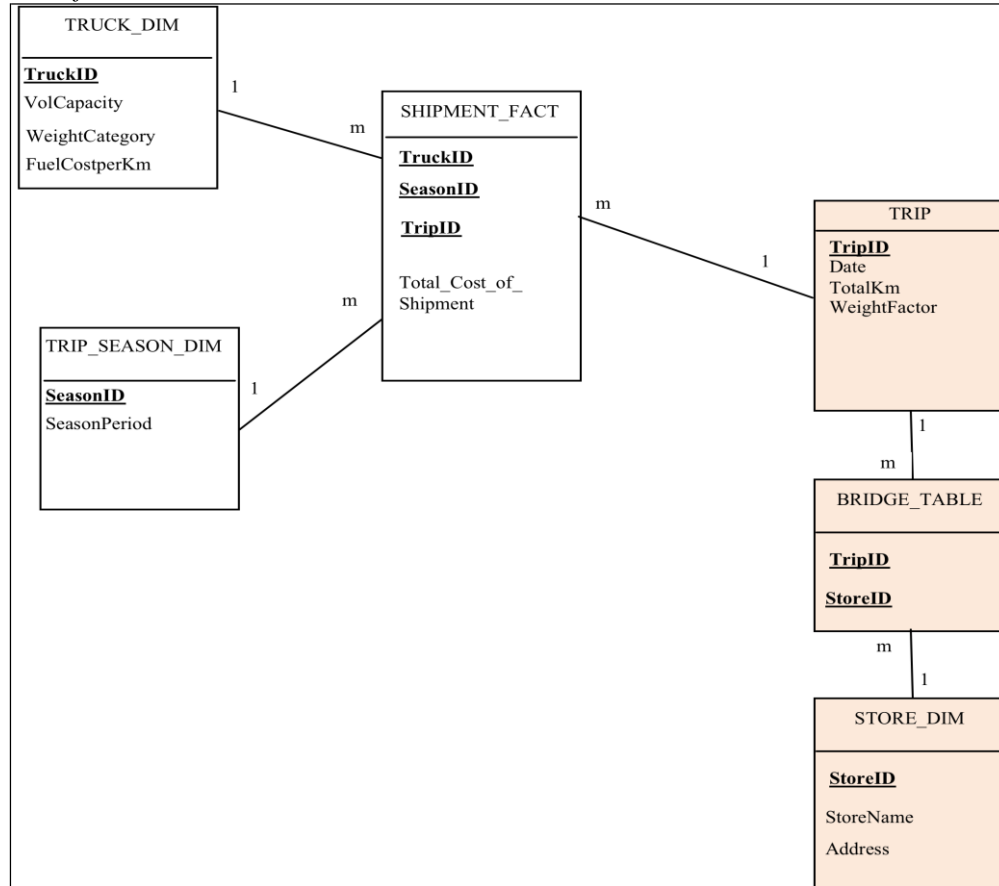 TRUCK_DIM
TruckID
VolCapacity
WeightCategory
FuelCostperKm
1
m
SHIPMENT_FACT
TruckID
SeasonID
TripID
Total_Cost_of_
Shipment
m
1
TRIP
TripID
Date
TotalKm
WeightFactor
m
1
TRIP_SEASON_DIM
SeasonID
SeasonPeriod
1
m
BRIDGE_TABLE
TripID
StoreID
m
1
STORE_DIM
StoreID
StoreName
Address